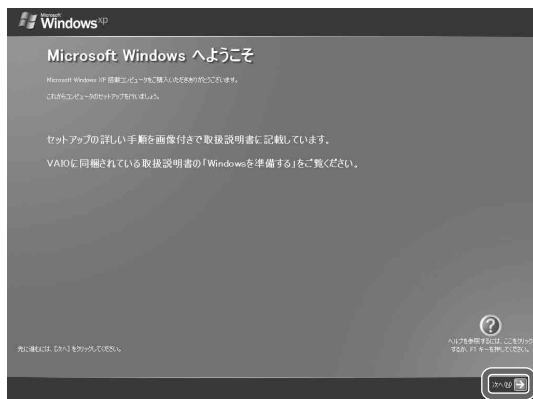 Microsoft
Windows xp
Microsoft Windows へようこそ
Microsoft Windows XP 搭載コンピュータをご購入いただきありがとうございます。
これからコンピュータのセットアップを行いましょう。
セットアップの詳しい手順を画像付きで取扱説明書に記載しています。
VAIOに同梱されている取扱説明書の「Windowsを準備する」をご覧ください。
ヘルプを参照するには、ここをクリック
するか、F1 キーを押してください。
先に進むには、[次へ] をクリックしてください。
次へ(N)